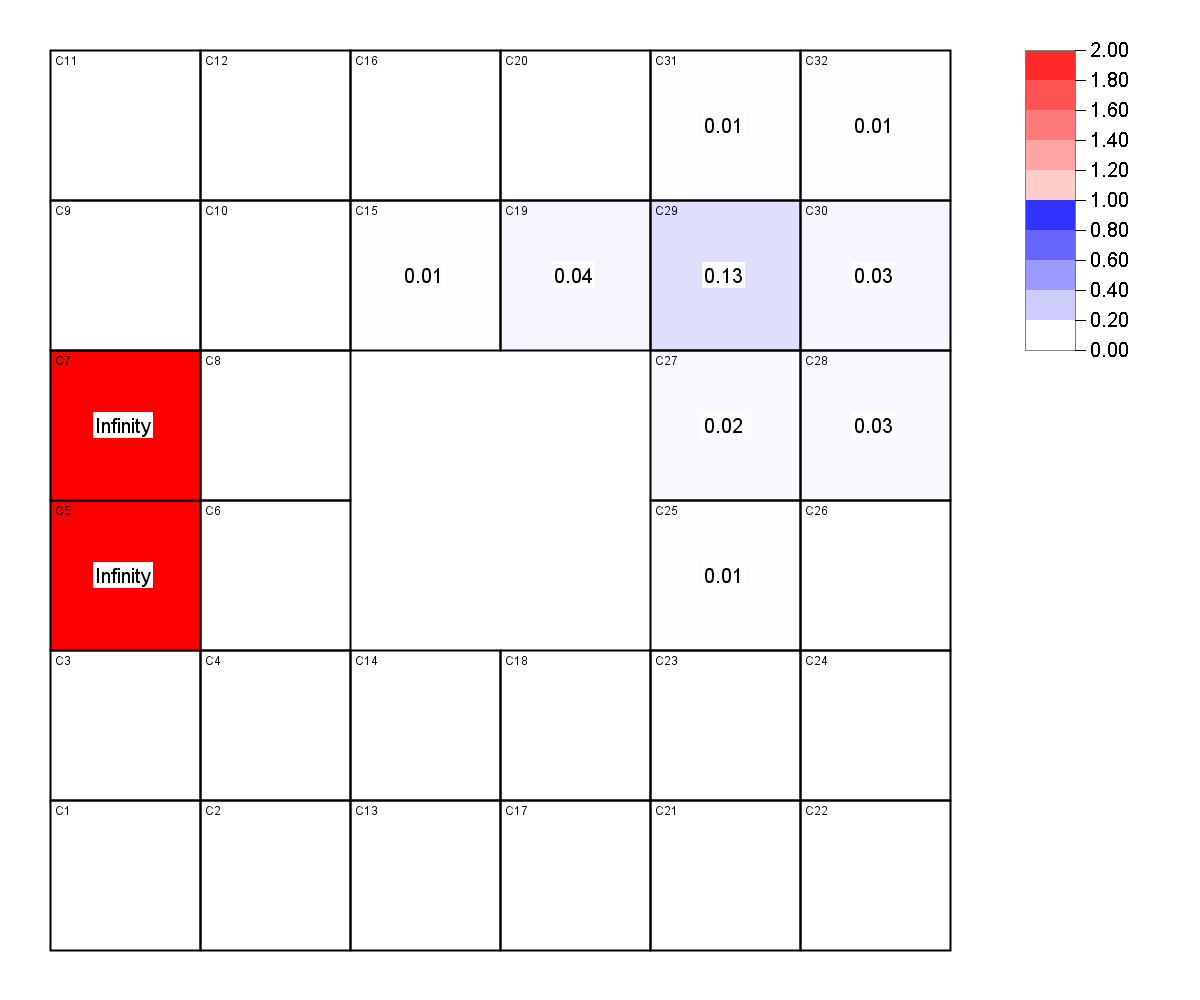 C11 C12 C16 C20 C31 C32
0.01 0.01
C9 C10 C15 C19 C29 C30
0.01 0.04 0.13 0.03
C7 C8 C27 C28
Infinity 0.02 0.03
C5 C6 C25 C26
Infinity 0.01
C3 C4 C14 C18 C23 C24
C1 C2 C13 C17 C21 C22
2.00
1.80
1.60
1.40
1.20
1.00
0.80
0.60
0.40
0.20
0.00